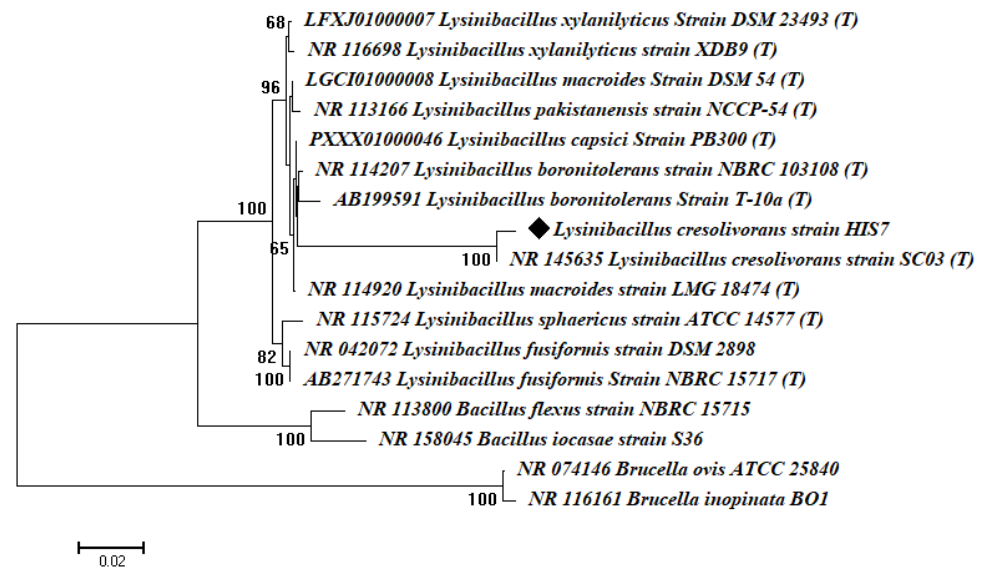 68
LFXJ01000007 Lysinibacillus xylanilyticus Strain DSM 23493 (T)
NR 116698 Lysinibacillus xylanilyticus strain XDB9 (T)
96
LGCI01000008 Lysinibacillus macroides Strain DSM 54 (T)
NR 113166 Lysinibacillus pakistanensis strain NCCP-54 (T)
PXXX01000046 Lysinibacillus capsici Strain PB300 (T)
NR 114207 Lysinibacillus boronitolerans strain NBRC 103108 (T)
AB199591 Lysinibacillus boronitolerans Strain T-10a (T)
100
Lysinibacillus cresolivorans strain HIS7
65
100
NR 145635 Lysinibacillus cresolivorans strain SC03 (T)
NR 114920 Lysinibacillus macroides strain LMG 18474 (T)
NR 115724 Lysinibacillus sphaericus strain ATCC 14577 (T)
82
NR 042072 Lysinibacillus fusiformis strain DSM 2898
100
AB271743 Lysinibacillus fusiformis Strain NBRC 15717 (T)
NR 113800 Bacillus flexus strain NBRC 15715
100
NR 158045 Bacillus iocasae strain S36
NR 074146 Brucella ovis ATCC 25840
100
NR 116161 Brucella inopinata BO1
0.02